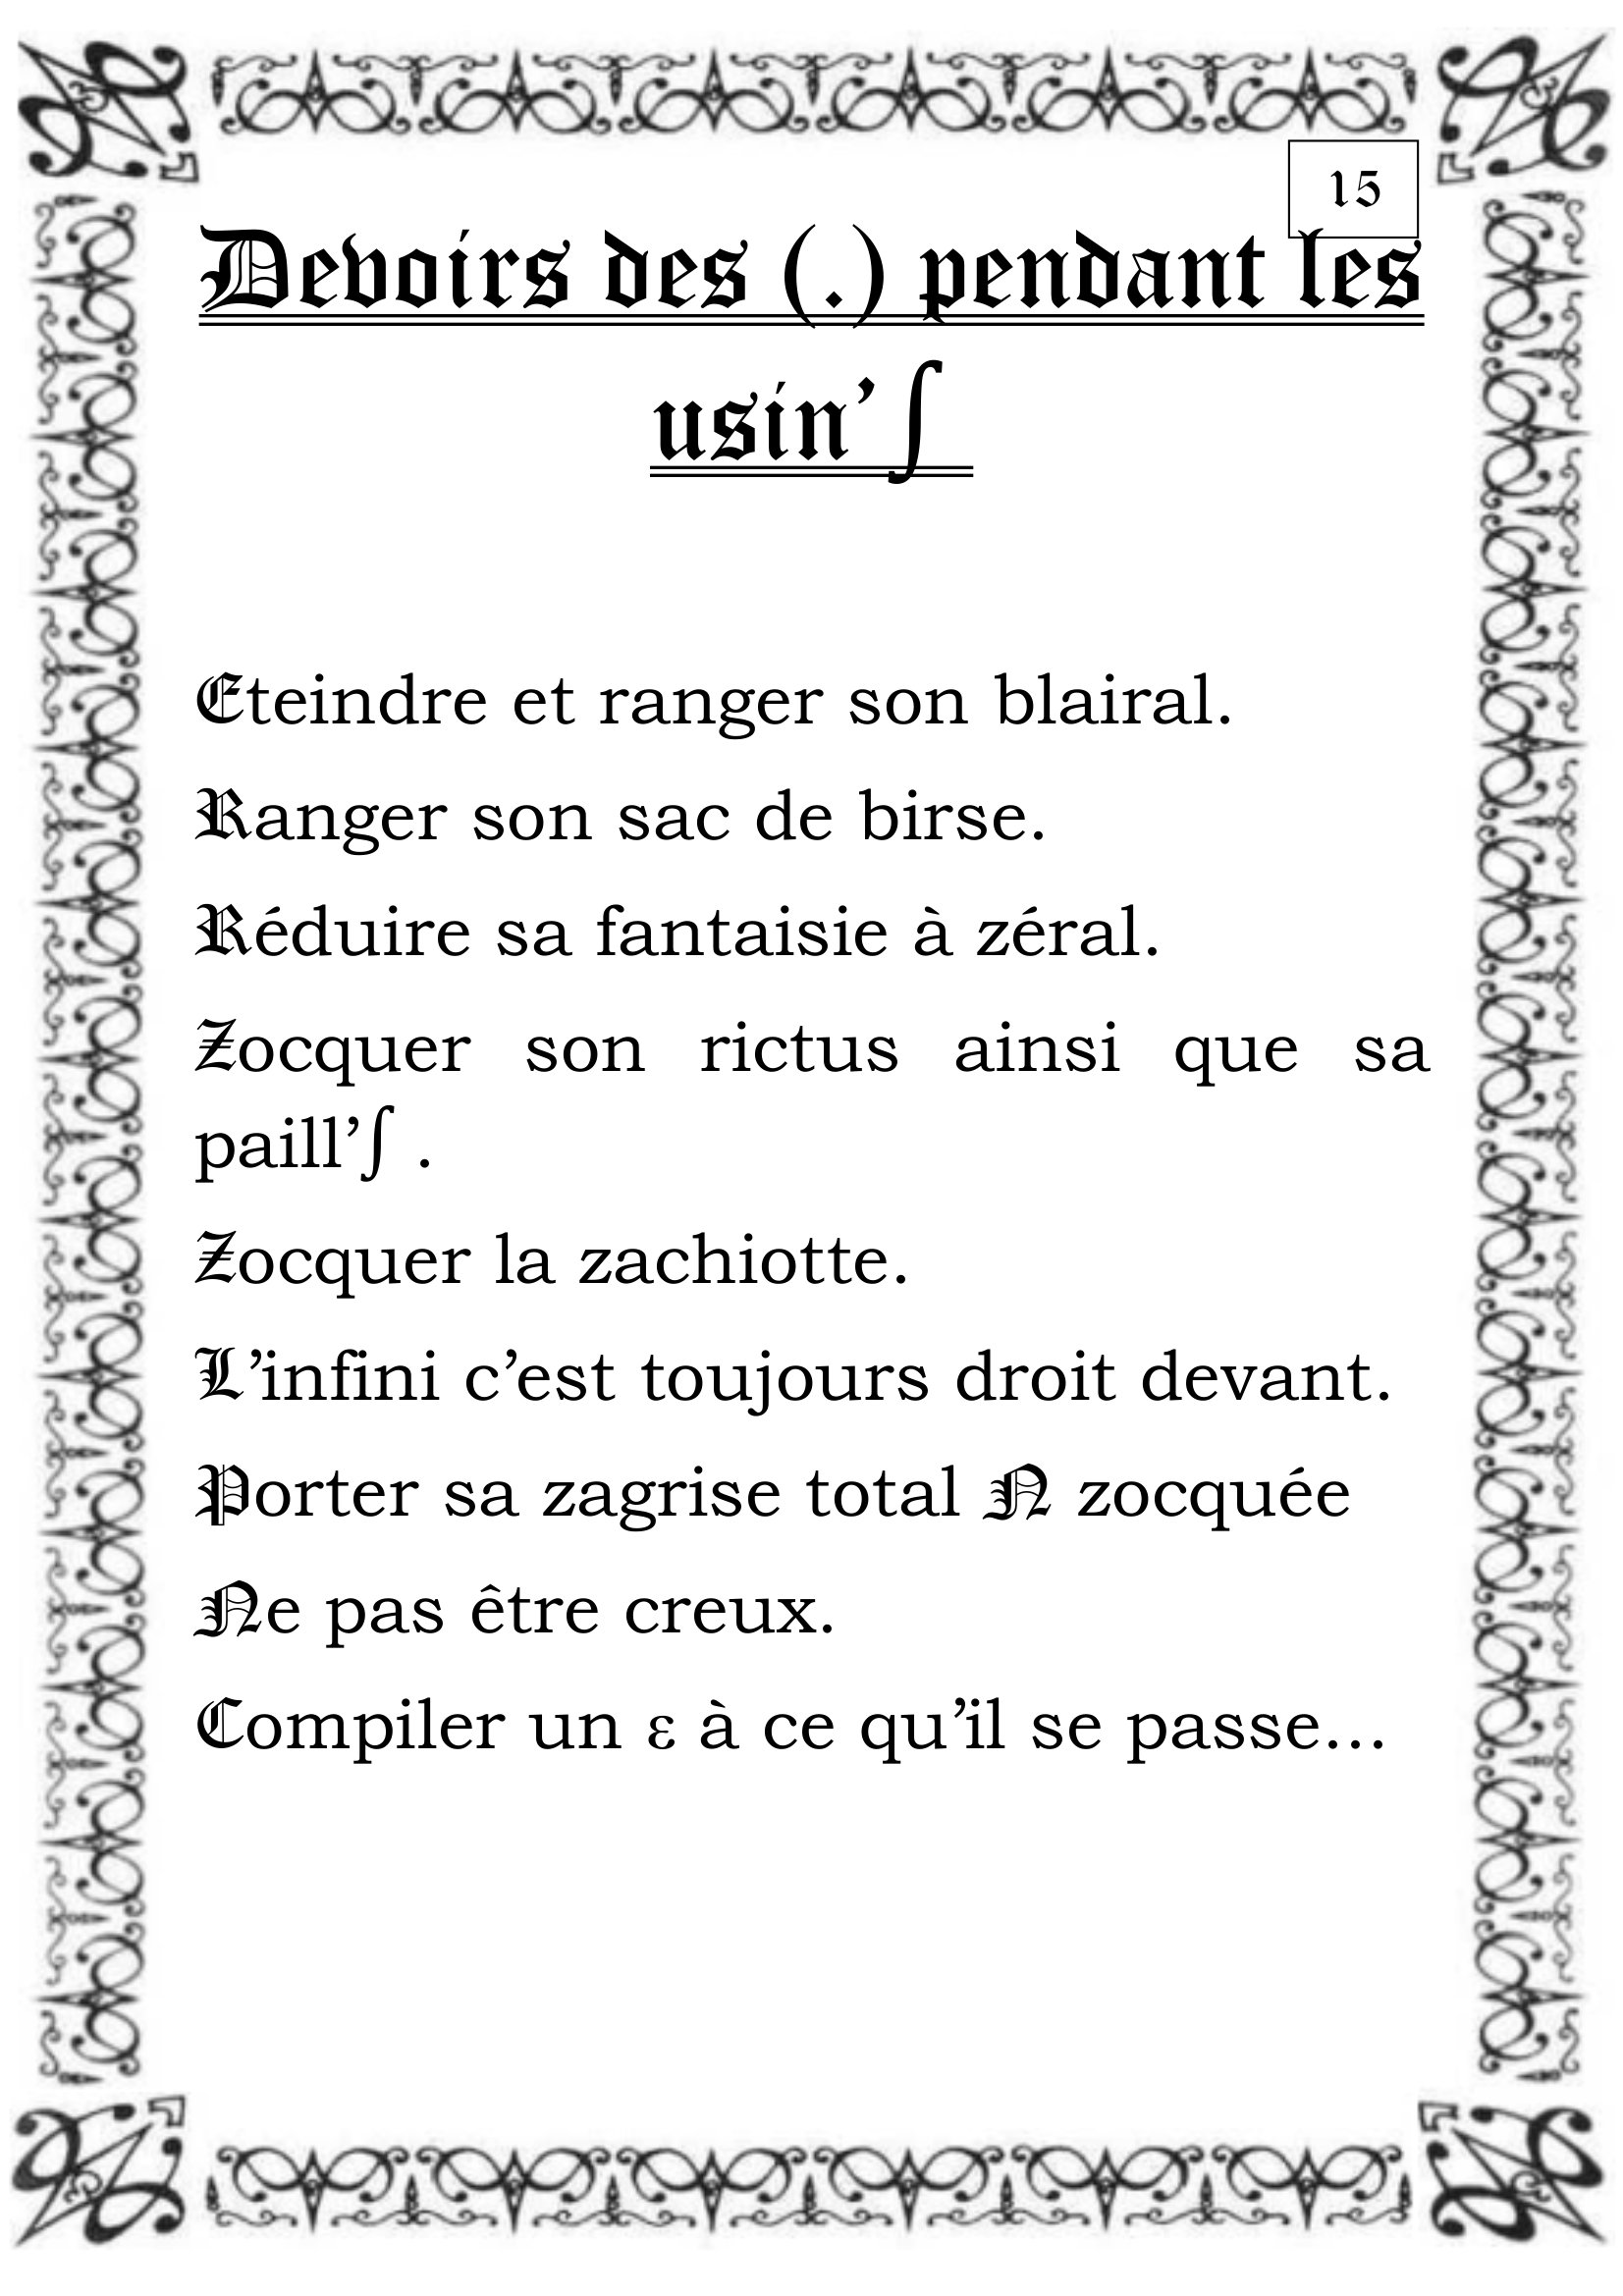 15
Devoirs des (.) pendant les
usin’∫
Eteindre et ranger son blairal.
Ranger son sac de birse.
Réduire sa fantaisie à zéral.
Zocquer son rictus ainsi que sa
paill’∫ .
Zocquer la zachiotte.
L’infini c’est toujours droit devant.
Porter sa zagrise total N zocquée
Ne pas être creux.
Compiler un ε à ce qu’il se passe…